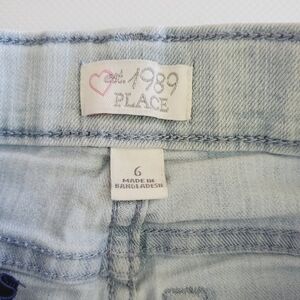 est. 1989
PLACE
6
MADE IN
BANGLADESH